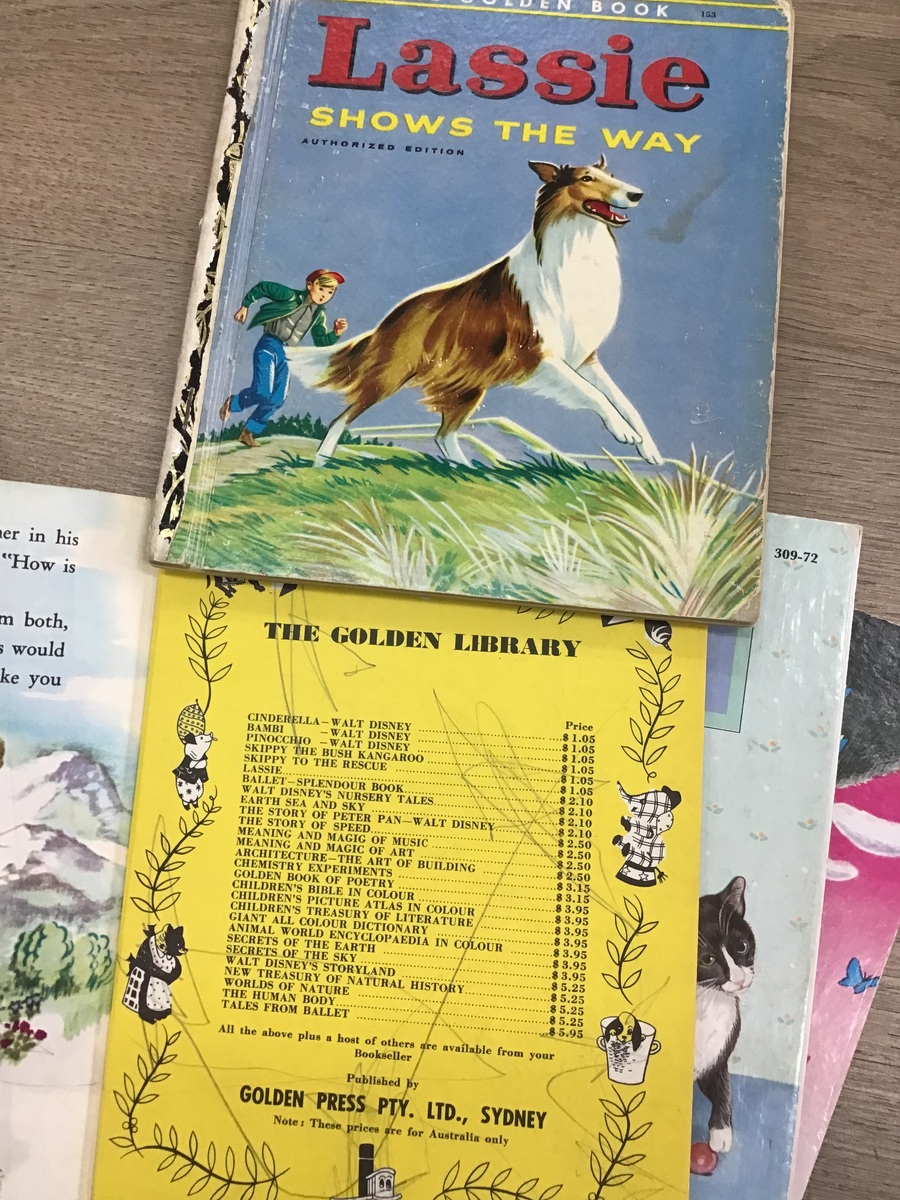 GOLDEN BOOK 153
Lassie
SHOWS THE WAY
AUTHORIZED EDITION
her in his
"How is
both,
would
you
309-72
THE GOLDEN LIBRARY
Price
CINDERELLA—WALT DISNEY $1.05
BAMBI —WALT DISNEY $1.05
PINOCCHIO —WALT DISNEY $1.05
SKIPPY THE BUSH KANGAROO $1.05
SKIPPY TO THE RESCUE $1.05
LASSIE $1.05
BALLET—SPLENDOUR BOOK $2.10
WALT DISNEY'S NURSERY TALES $2.10
EARTH SEA AND SKY $2.10
THE STORY OF PETER PAN—WALT DISNEY $2.10
THE STORY OF SPEED $2.50
MEANING AND MAGIC OF MUSIC $2.50
MEANING AND MAGIC OF ART $2.50
ARCHITECTURE—THE ART OF BUILDING $2.50
CHEMISTRY EXPERIMENTS $3.15
GOLDEN BOOK OF POETRY $3.15
CHILDREN'S BIBLE IN COLOUR $3.95
CHILDREN'S PICTURE ATLAS IN COLOUR $3.95
CHILDREN'S TREASURY OF LITERATURE $3.95
GIANT ALL COLOUR DICTIONARY $3.95
ANIMAL WORLD ENCYCLOPAEDIA IN COLOUR $3.95
SECRETS OF THE EARTH $3.95
SECRETS OF THE SKY $3.95
WALT DISNEY'S STORYLAND $5.25
NEW TREASURY OF NATURAL HISTORY $5.25
WORLDS OF NATURE $5.25
THE HUMAN BODY $5.25
TALES FROM BALLET $5.95
All the above plus a host of others are available from your
Bookseller
Published by
GOLDEN PRESS PTY. LTD., SYDNEY
Note: These prices are for Australia only